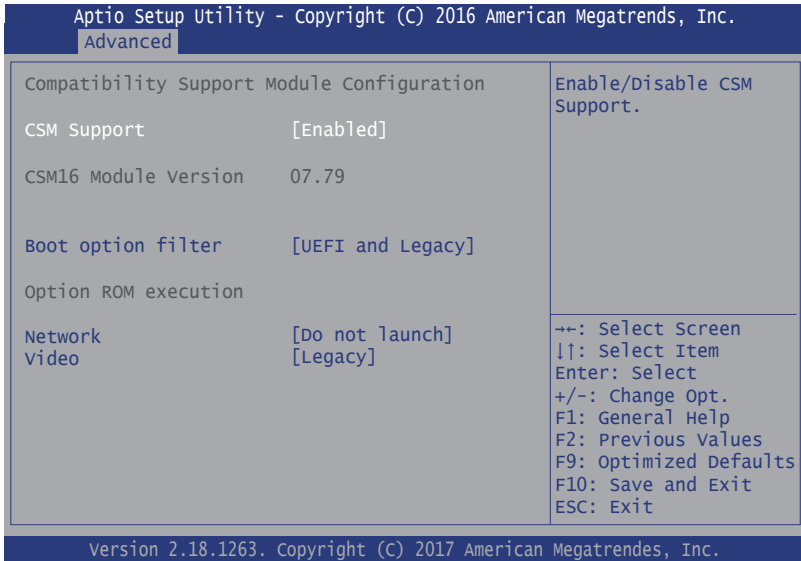 Aptio Setup Utility - Copyright (C) 2016 American Megatrends, Inc.
Advanced
Compatibility Support Module Configuration
CSM Support [Enabled]
CSM16 Module Version 07.79
Boot option filter [UEFI and Legacy]
Option ROM execution
Network [Do not launch]
Video [Legacy]
Enable/Disable CSM
Support.
→←: Select Screen
↓↑: Select Item
Enter: Select
+/-: Change Opt.
F1: General Help
F2: Previous Values
F9: Optimized Defaults
F10: Save and Exit
ESC: Exit
Version 2.18.1263. Copyright (C) 2017 American Megatrendes, Inc.